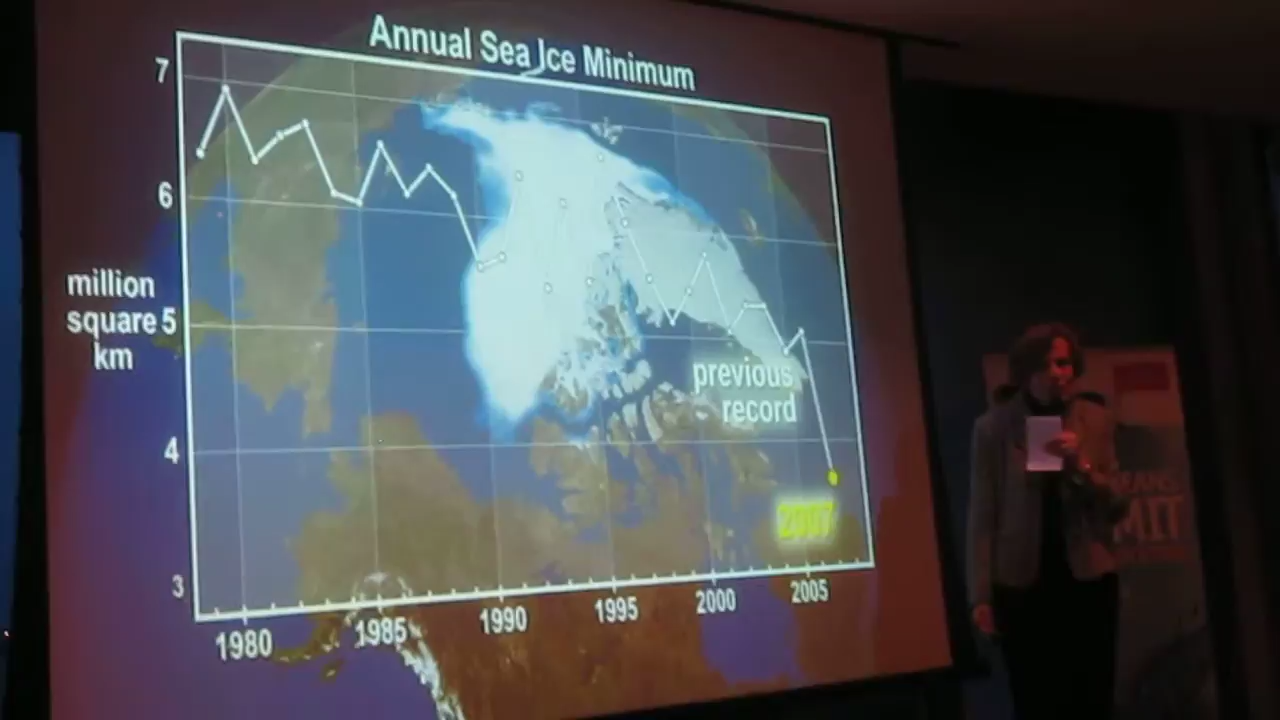 Annual Sea Ice Minimum
7
6
million
square 5
km
4
3
previous
record
2007
1980
1985
1990
1995
2000
2005
MIT